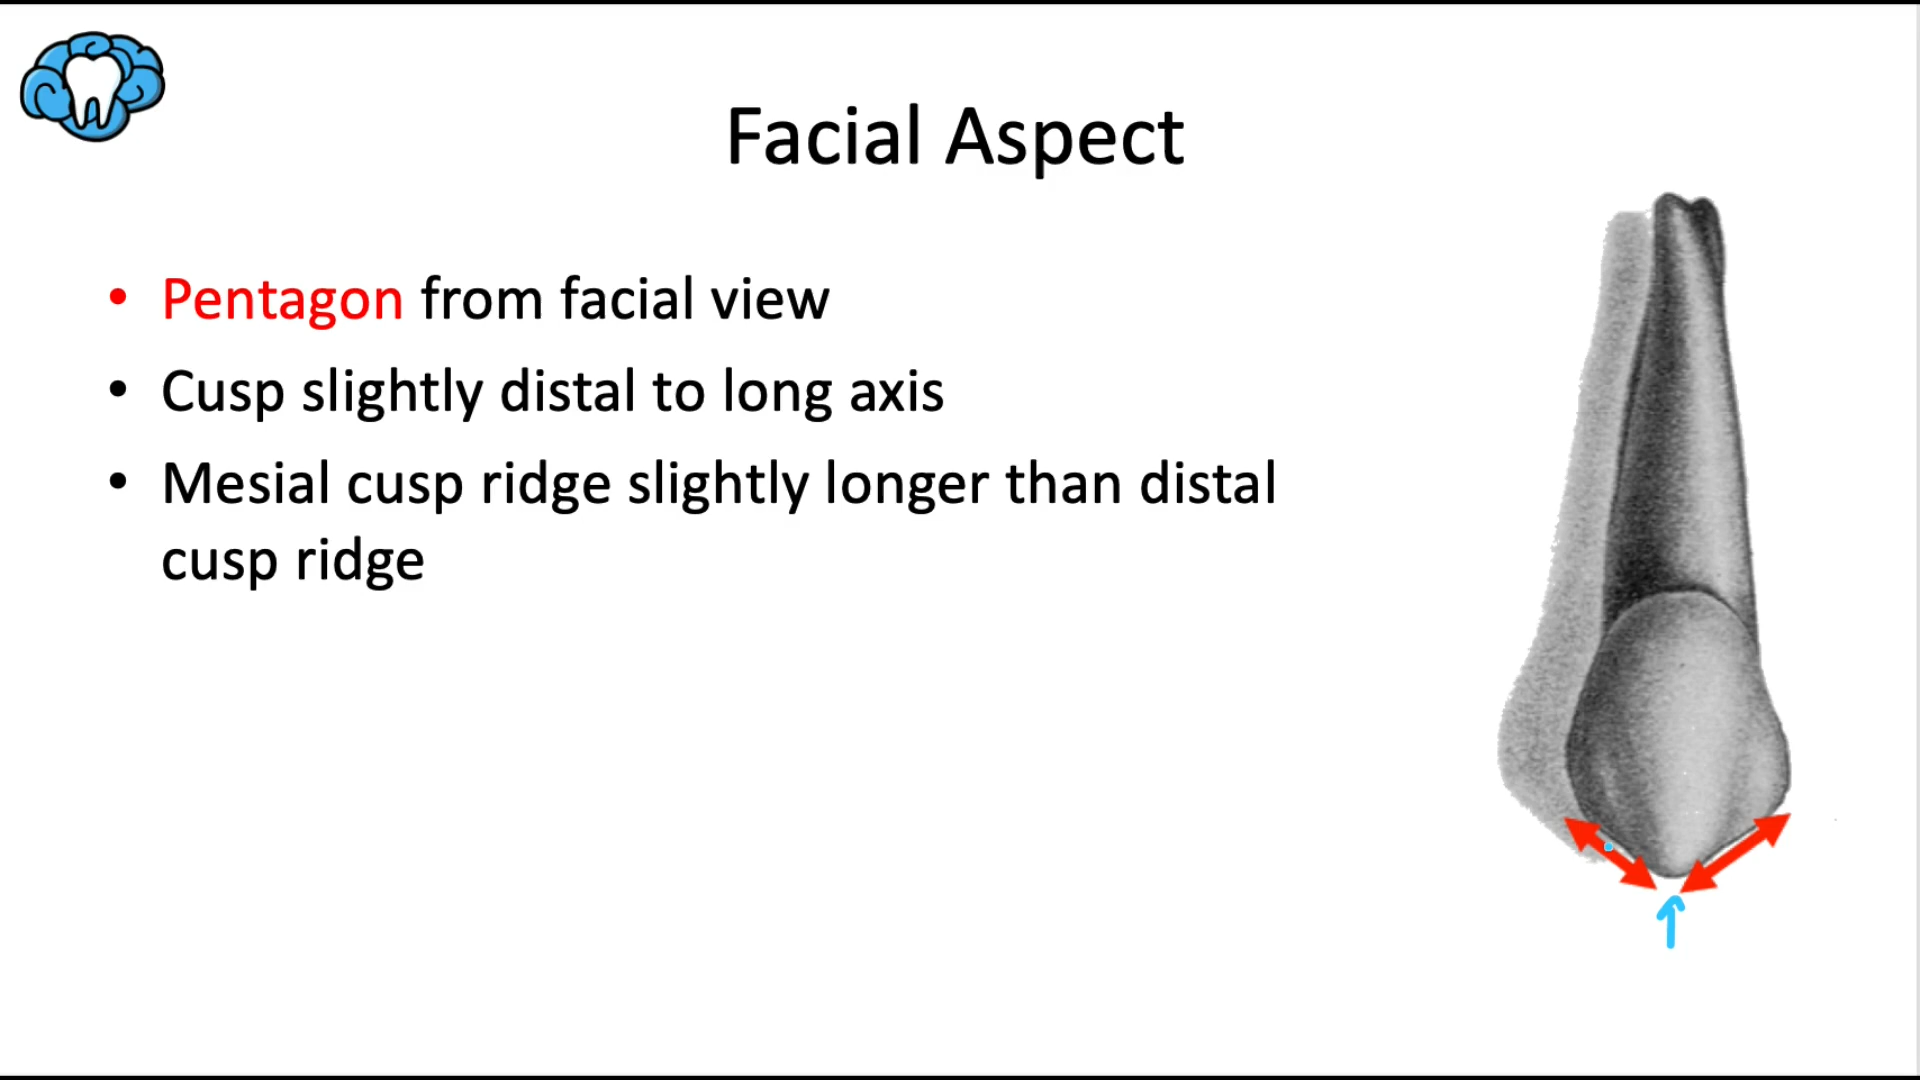 Facial Aspect
• Pentagon from facial view
• Cusp slightly distal to long axis
• Mesial cusp ridge slightly longer than distal
cusp ridge